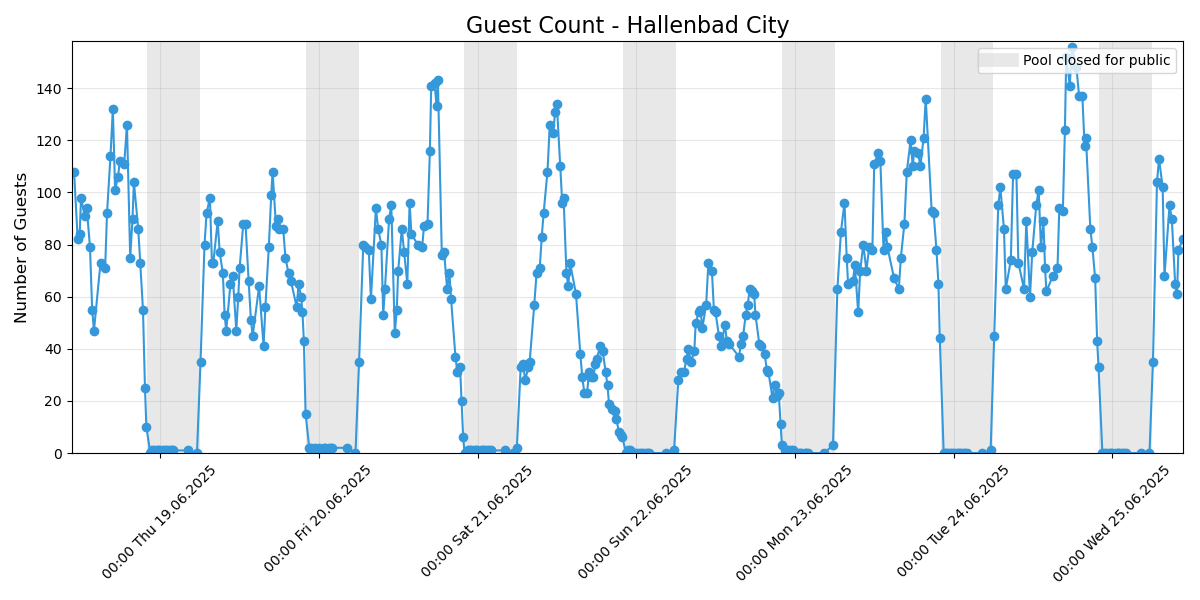 Guest Count - Hallenbad City
Pool closed for public
Number of Guests
140
120
100
80
60
40
20
0
00:00 Thu 19.06.2025
00:00 Fri 20.06.2025
00:00 Sat 21.06.2025
00:00 Sun 22.06.2025
00:00 Mon 23.06.2025
00:00 Tue 24.06.2025
00:00 Wed 25.06.2025